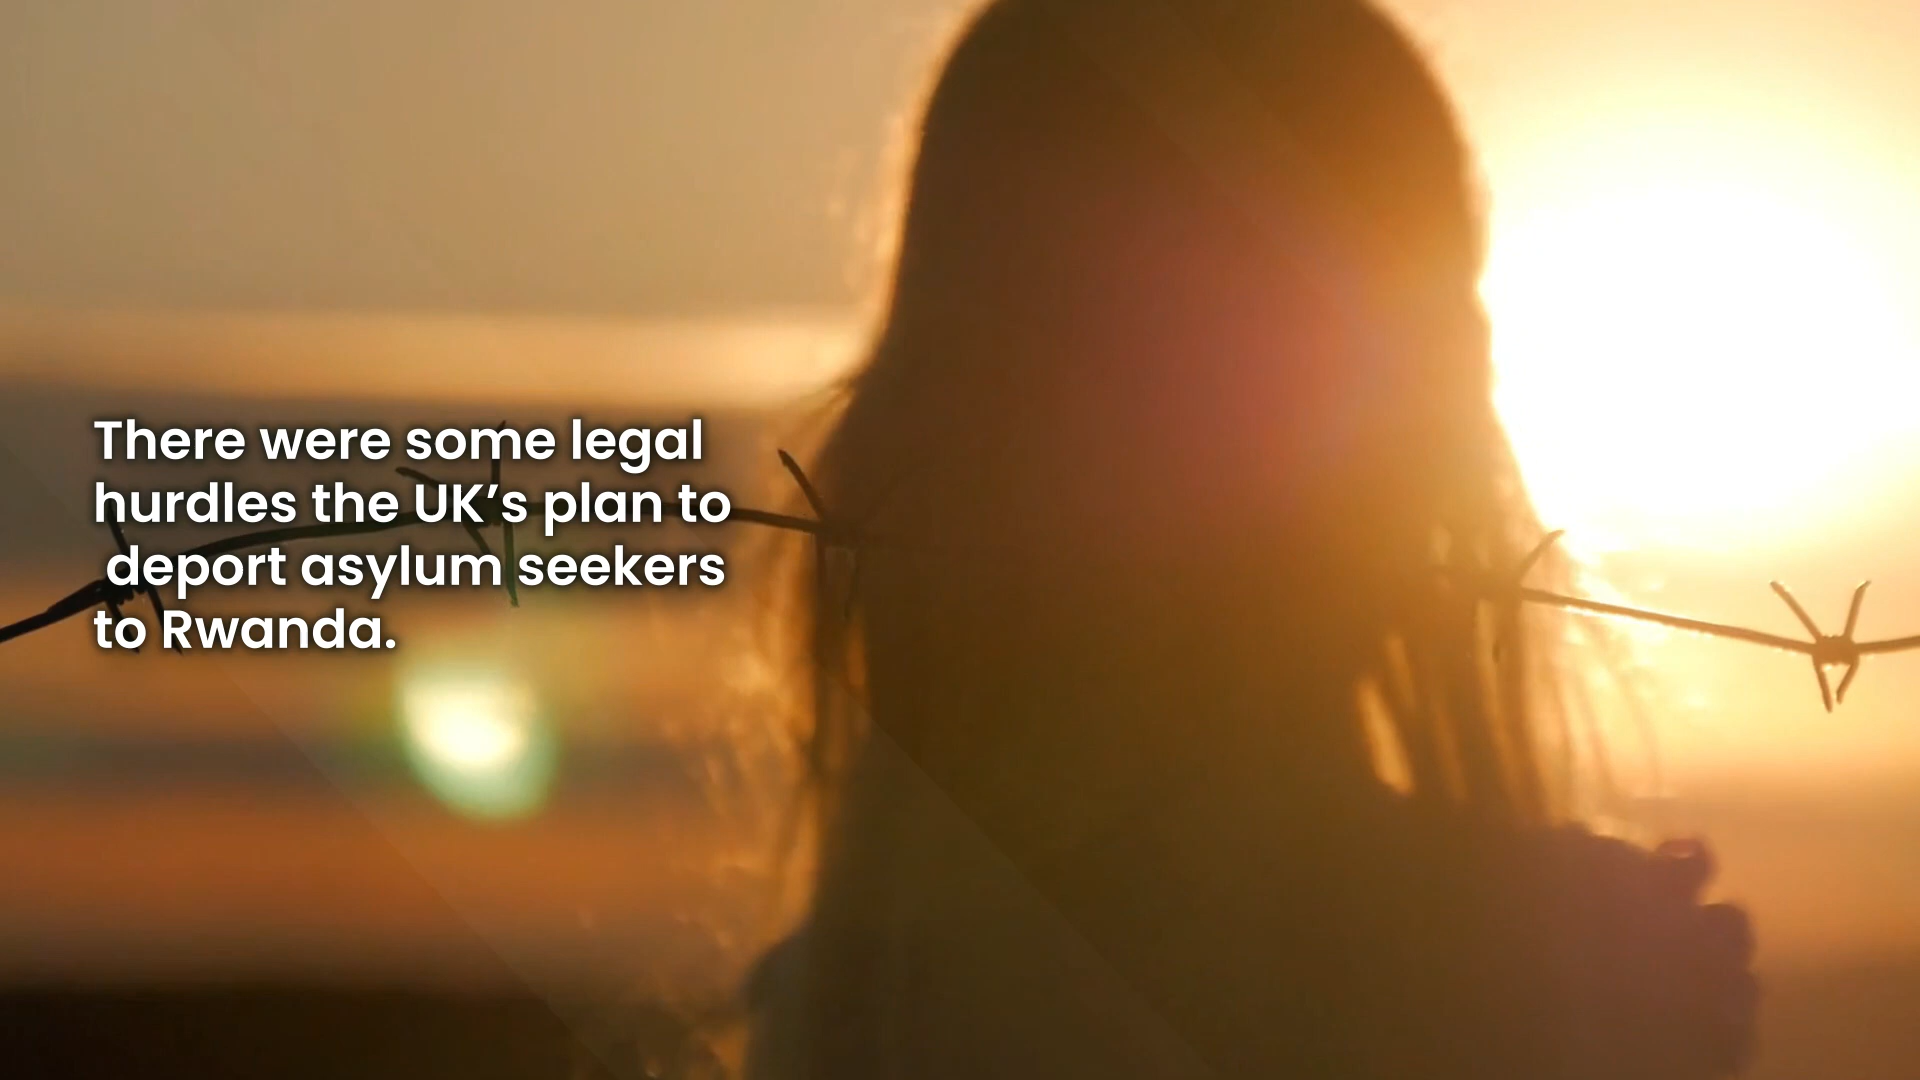 There were some legal
hurdles the UK’s plan to
deport asylum seekers
to Rwanda.